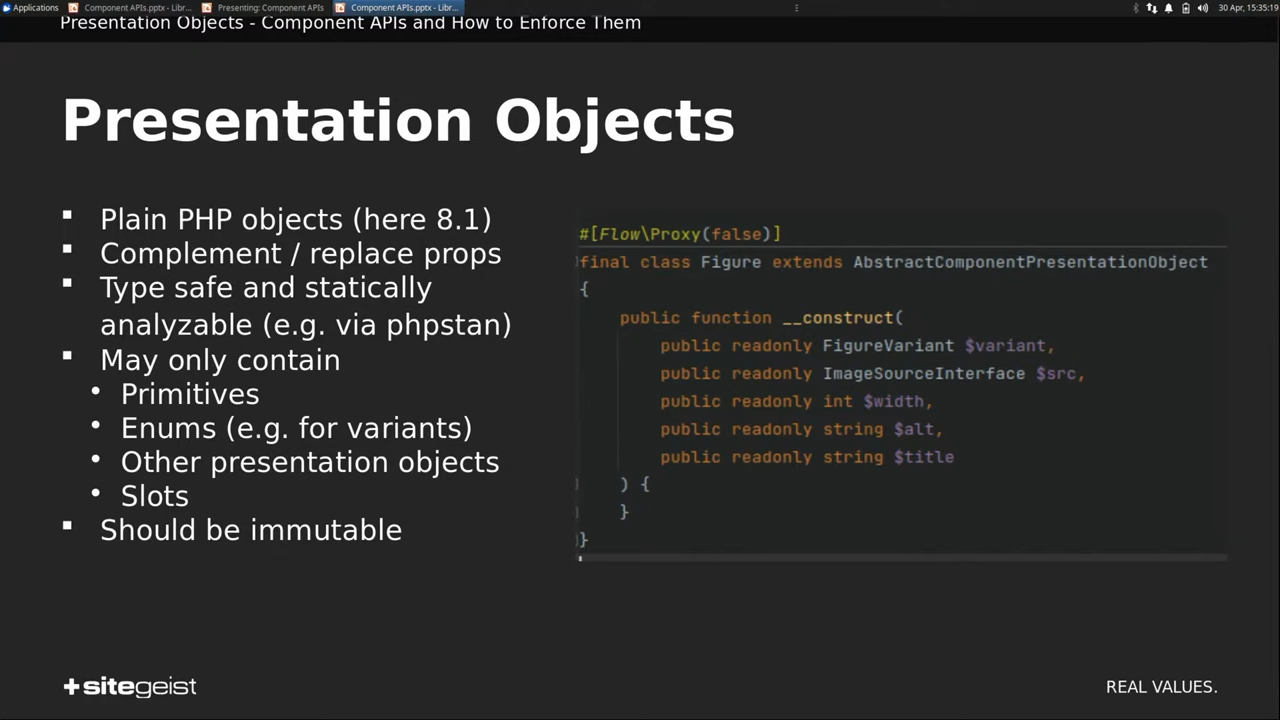 Applications
Component APIs.pptx - Libr...
Presenting: Component APIs
Component APIs.pptx - Libr...
30 Apr, 15:35:19
Presentation Objects - Component APIs and How to Enforce Them
Presentation Objects
▪ Plain PHP objects (here 8.1)
▪ Complement / replace props
▪ Type safe and statically
analyzable (e.g. via phpstan)
▪ May only contain
• Primitives
• Enums (e.g. for variants)
• Other presentation objects
• Slots
▪ Should be immutable
#[Flow\Proxy(false)]
final class Figure extends AbstractComponentPresentationObject
{
public function __construct(
public readonly FigureVariant $variant,
public readonly ImageSourceInterface $src,
public readonly int $width,
public readonly string $alt,
public readonly string $title
) {
}
}
sitegeist
REAL VALUES.